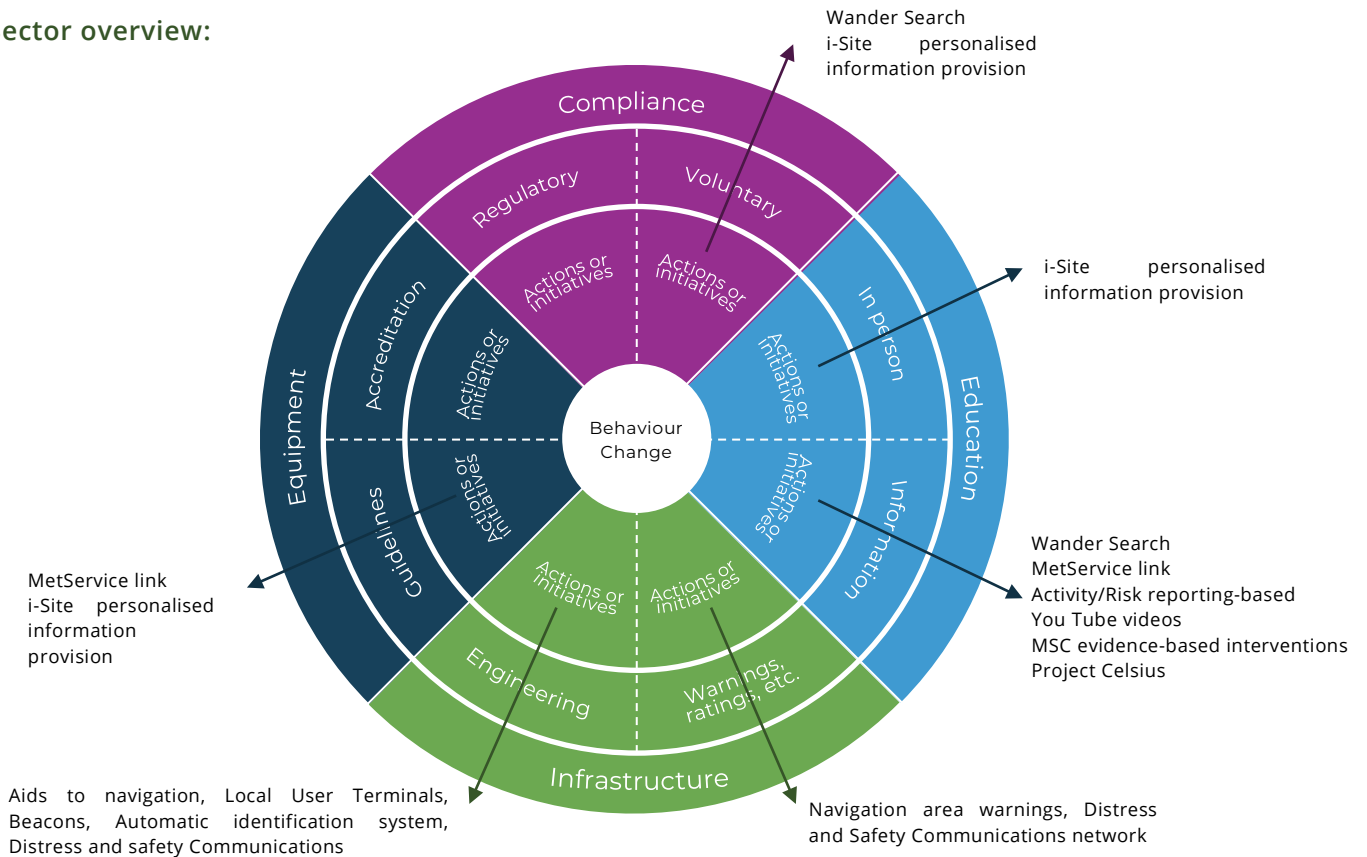 ector overview:
Wander Search
i-Site personalised
information provision
Compliance
Regulatory
Voluntary
Actions or
initiatives
Actions or
initiatives
i-Site personalised
information provision
Accreditation
In person
Actions or
initiatives
Actions or
initiatives
Equipment
Behaviour
Change
Education
Actions or
initiatives
Actions or
initiatives
Guidelines
Information
MetService link
i-Site personalised
information
provision
Wander Search
MetService link
Activity/Risk reporting-based
You Tube videos
MSC evidence-based interventions
Project Celsius
Actions or
initiatives
Actions or
initiatives
Engineering
Warnings,
ratings, etc.
Infrastructure
Aids to navigation, Local User Terminals,
Beacons, Automatic identification system,
Distress and safety Communications
Navigation area warnings, Distress
and Safety Communications network